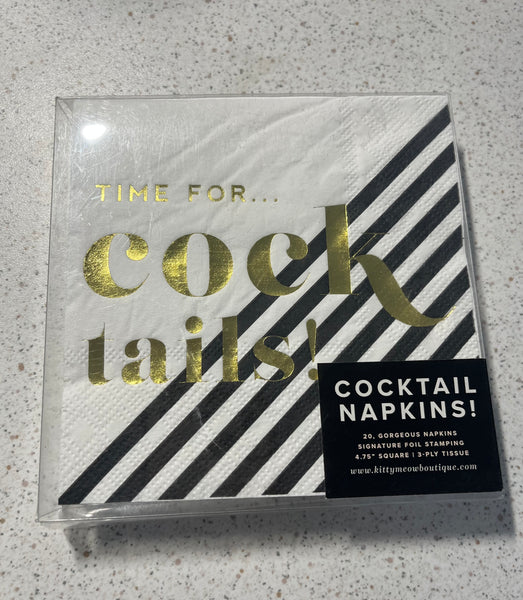 TIME FOR...
cock
tails!
COCKTAIL
NAPKINS!
20, GORGEOUS NAPKINS
SIGNATURE FOIL STAMPING
4.75" SQUARE | 3-PLY TISSUE
www.kittymeowboutique.com